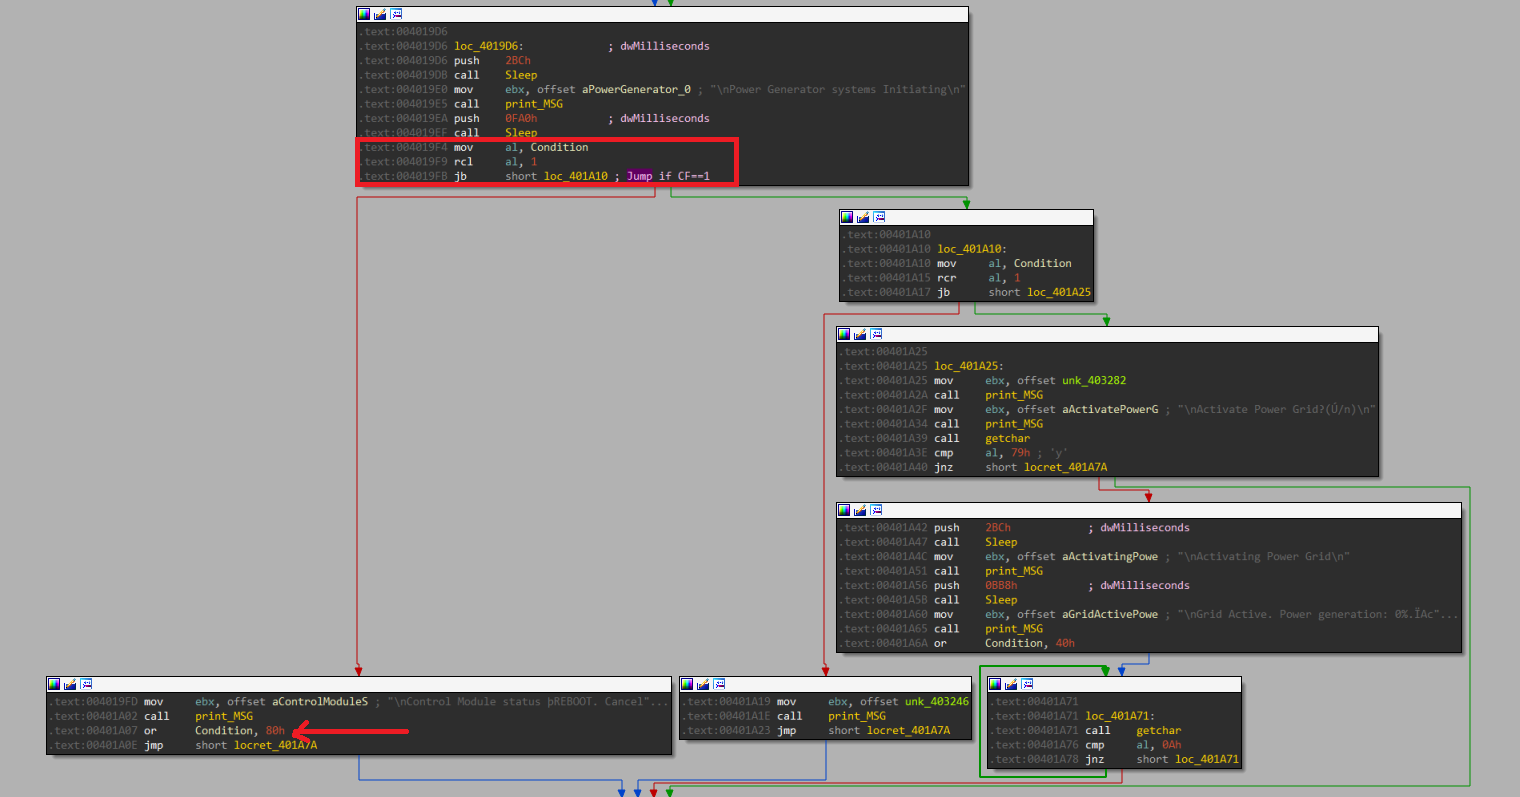 .text:004019D6
.text:004019D6 loc_4019D6: ; dwMilliseconds
.text:004019D6 push 2BCh
.text:004019DB call Sleep
.text:004019E0 mov ebx, offset aPowerGenerator_0 ; "\nPower Generator systems Initiating\n"
.text:004019E5 call print_MSG
.text:004019EA push 0FA0h ; dwMilliseconds
.text:004019EF call Sleep
.text:004019F4 mov al, Condition
.text:004019F9 rcl al, 1
.text:004019FB jb short loc_401A10 ; Jump if CF==1
.text:00401A10
.text:00401A10 loc_401A10:
.text:00401A10 mov al, Condition
.text:00401A15 rcr al, 1
.text:00401A17 jb short loc_401A25
.text:00401A25
.text:00401A25 loc_401A25:
.text:00401A25 mov ebx, offset unk_403282
.text:00401A2A call print_MSG
.text:00401A2F mov ebx, offset aActivatePowerG ; "\nActivate Power Grid?(Ú/n)\n"
.text:00401A34 call print_MSG
.text:00401A39 call getchar
.text:00401A3E cmp al, 79h ; 'y'
.text:00401A40 jnz short locret_401A7A
.text:00401A42 push 2BCh ; dwMilliseconds
.text:00401A47 call Sleep
.text:00401A4C mov ebx, offset aActivatingPowe ; "\nActivating Power Grid\n"
.text:00401A51 call print_MSG
.text:00401A56 push 0BB8h ; dwMilliseconds
.text:00401A5B call Sleep
.text:00401A60 mov ebx, offset aGridActivePowe ; "\nGrid Active. Power generation: 0%.ÏAc"...
.text:00401A65 call print_MSG
.text:00401A6A or Condition, 40h
.text:004019FD mov ebx, offset aControlModuleS ; "\nControl Module status þREBOOT. Cancel"...
.text:00401A02 call print_MSG
.text:00401A07 or Condition, 80h
.text:00401A0E jmp short locret_401A7A
.text:00401A19 mov ebx, offset unk_403246
.text:00401A1E call print_MSG
.text:00401A23 jmp short locret_401A7A
.text:00401A71
.text:00401A71 loc_401A71:
.text:00401A71 call getchar
.text:00401A76 cmp al, 0Ah
.text:00401A78 jnz short loc_401A71